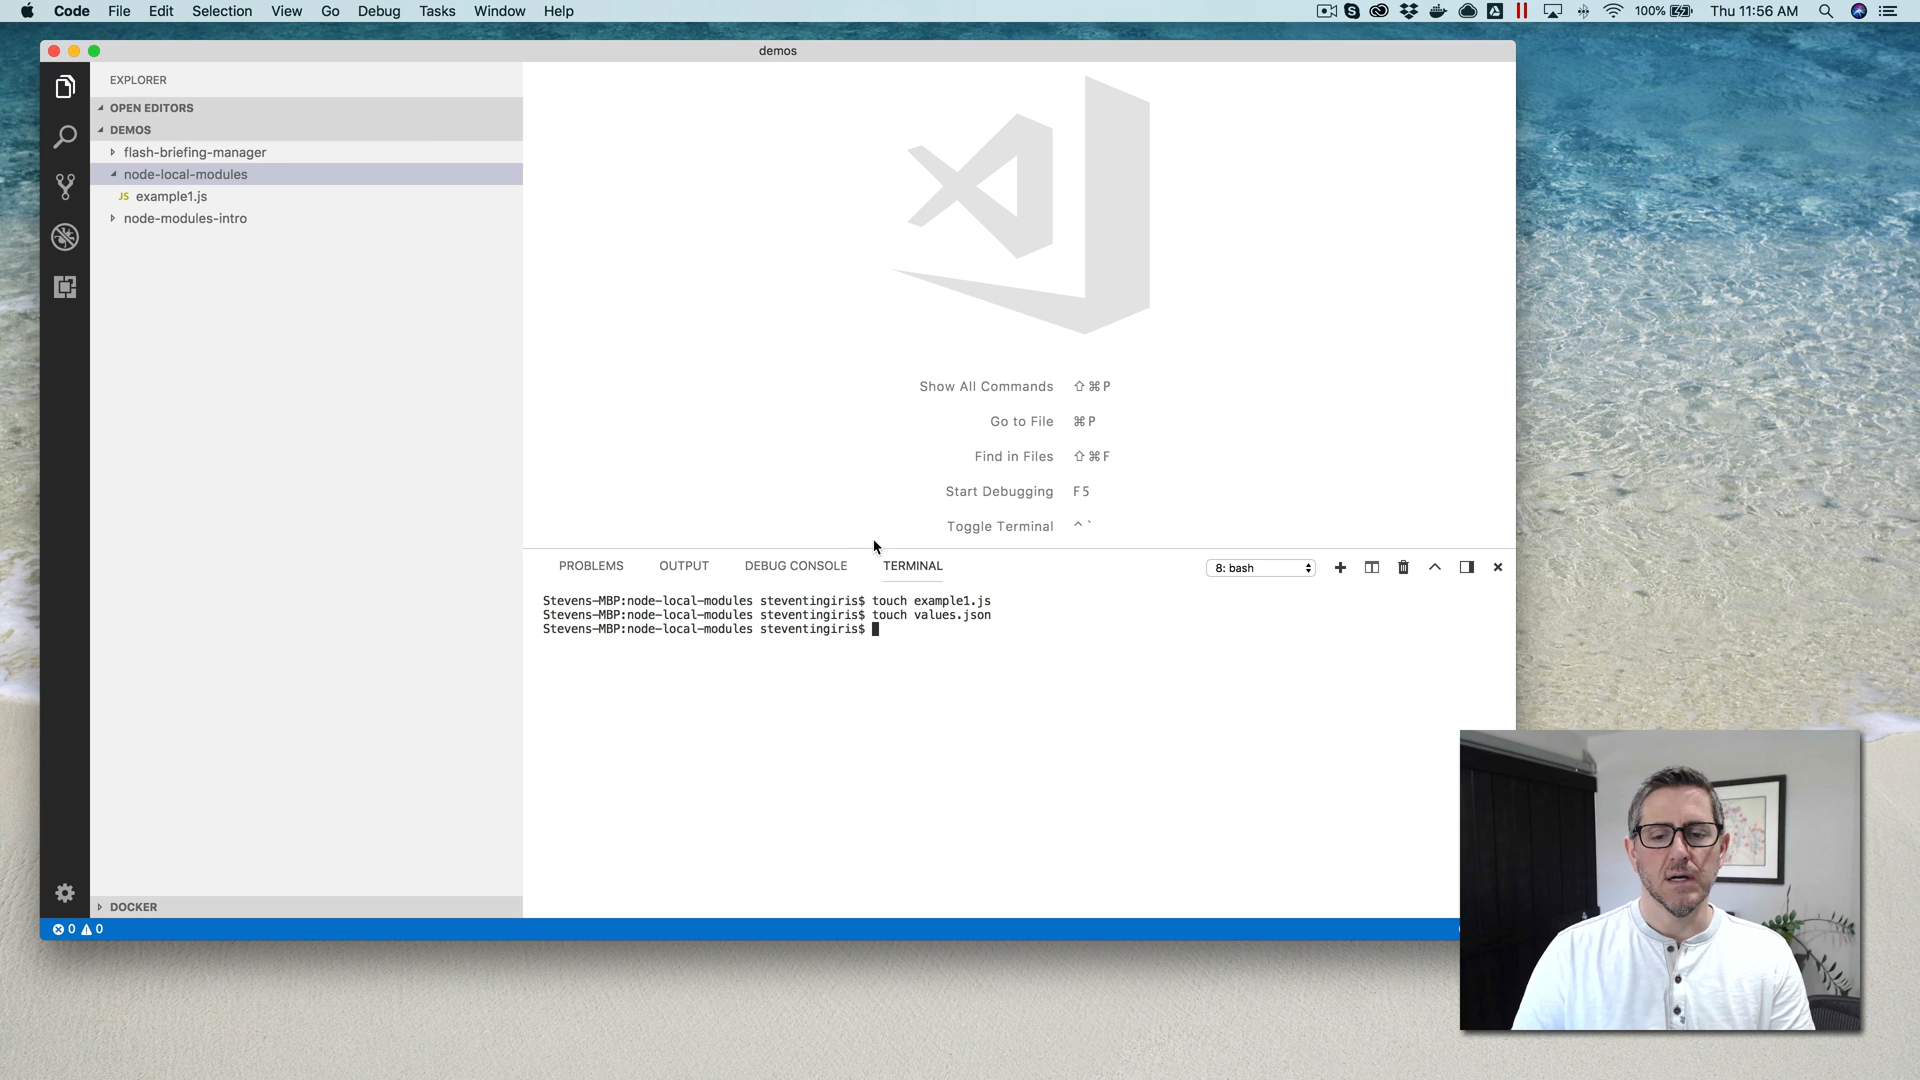 Code File Edit Selection View Go Debug Tasks Window Help
100% Thu 11:56 AM
demos
EXPLORER
OPEN EDITORS
DEMOS
flash-briefing-manager
node-local-modules
JS example1.js
node-modules-intro
Show All Commands ⇧⌘P
Go to File ⌘P
Find in Files ⇧⌘F
Start Debugging F5
Toggle Terminal ^`
PROBLEMS OUTPUT DEBUG CONSOLE TERMINAL
8: bash
Stevens-MBP:node-local-modules steventingiris$ touch example1.js
Stevens-MBP:node-local-modules steventingiris$ touch values.json
Stevens-MBP:node-local-modules steventingiris$
DOCKER
0 0